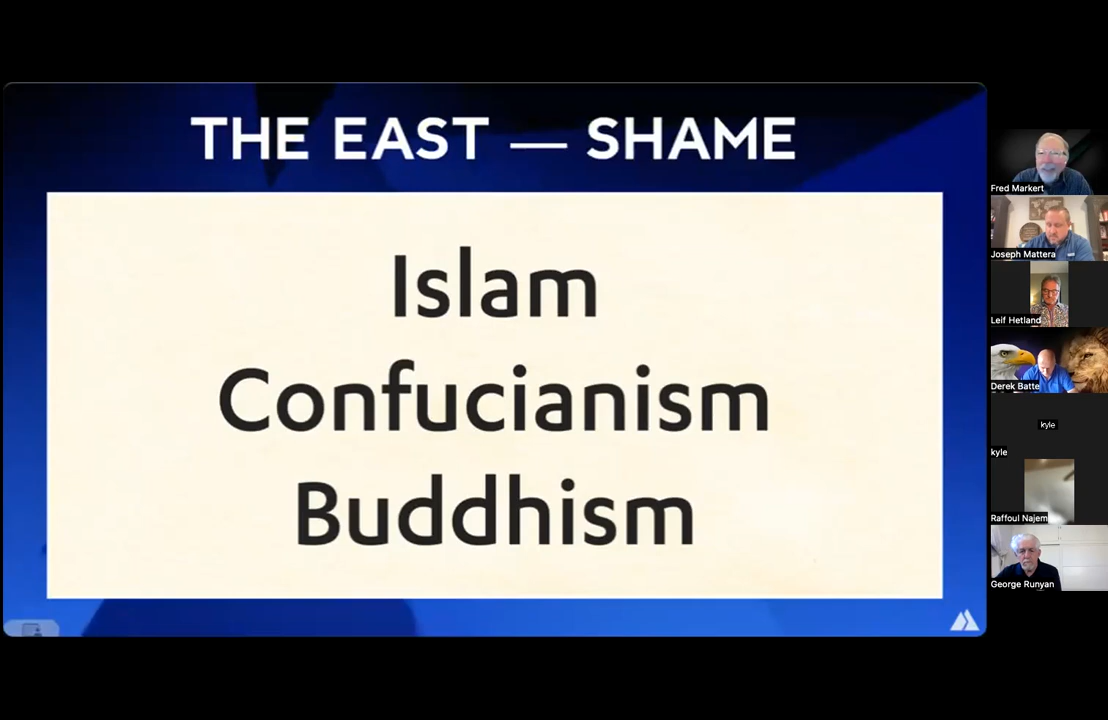 THE EAST — SHAME
Islam
Confucianism
Buddhism
Fred Markert
Joseph Mattera
Leif Hetland
Derek Batte
kyle
kyle
Raffoul Najem
George Runyan